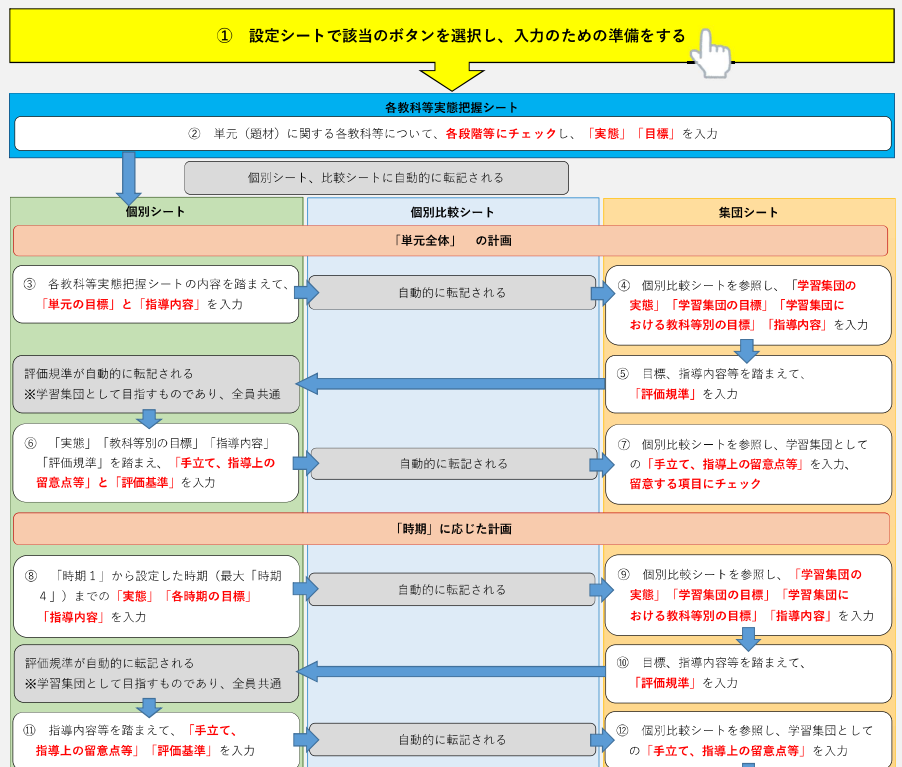 ① 設定シートで該当のボタンを選択し、入力のための準備をする
各教科等実態把握シート
② 単元（題材）に関する各教科等について、各段階等にチェックし、「実態」「目標」を入力
個別シート、比較シートに自動的に転記される
個別シート
個別比較シート
集団シート
「単元全体」 の計画
③ 各教科等実態把握シートの内容を踏まえて、
「単元の目標」と「指導内容」を入力
自動的に転記される
④ 個別比較シートを参照し、「学習集団の
実態」「学習集団の目標」「学習集団に
おける教科等別の目標」「指導内容」を入力
評価規準が自動的に転記される
※学習集団として目指すものであり、全員共通
⑤ 目標、指導内容等を踏まえて、
「評価規準」を入力
⑥ 「実態」「教科等別の目標」「指導内容」
「評価規準」を踏まえ、「手立て、指導上の
留意点等」と「評価基準」を入力
自動的に転記される
⑦ 個別比較シートを参照し、学習集団として
の「手立て、指導上の留意点等」を入力、
留意する項目にチェック
「時期」に応じた計画
⑧ 「時期１」から設定した時期（最大「時期
４」）までの「実態」「各時期の目標」
「指導内容」を入力
自動的に転記される
⑨ 個別比較シートを参照し、「学習集団の
実態」「学習集団の目標」「学習集団に
おける教科等別の目標」「指導内容」を入力
評価規準が自動的に転記される
※学習集団として目指すものであり、全員共通
⑩ 目標、指導内容等を踏まえて、
「評価規準」を入力
⑪ 指導内容等を踏まえて、「手立て、
指導上の留意点等」「評価基準」を入力
自動的に転記される
⑫ 個別比較シートを参照し、学習集団として
の「手立て、指導上の留意点等」を入力